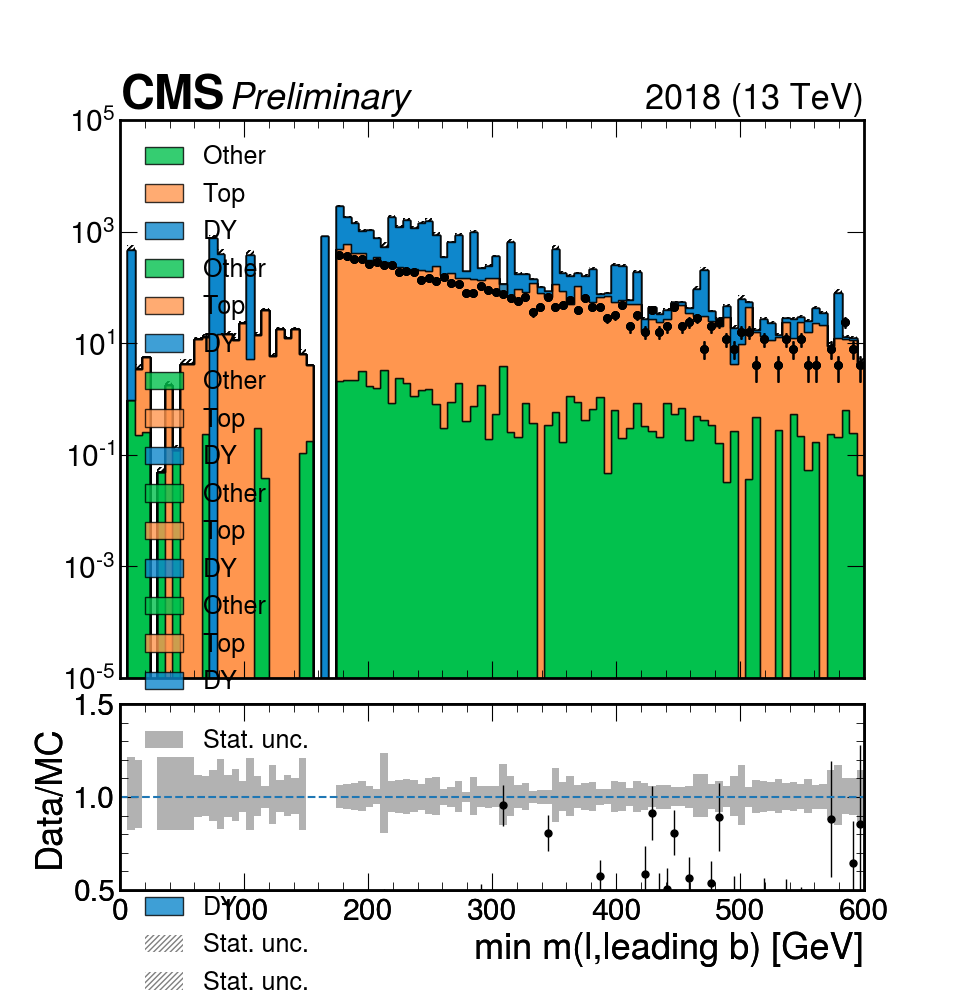 CMS Preliminary 2018 (13 TeV)
10^5
Other
Top
10^3
DY
Other
Top
10^1
DY
Other
Top
10^-1
DY
Other
Top
10^-3
DY
Other
Top
10^-5
DY
1.5
Stat. unc.
Data/MC
1.0
0.5
0 100 200 300 400 500 600
DY
min m(l,leading b) [GeV]
Stat. unc.
Stat. unc.